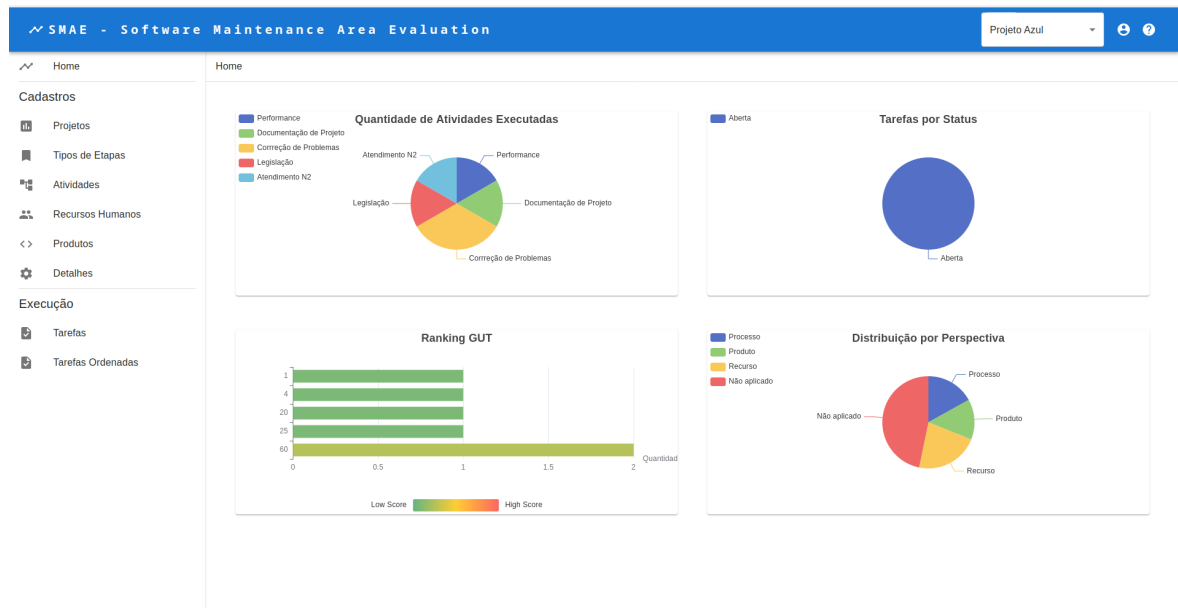 SMAE - Software Maintenance Area Evaluation
Projeto Azul
Home
Cadastros
Projetos
Tipos de Etapas
Atividades
Recursos Humanos
Produtos
Detalhes
Execução
Tarefas
Tarefas Ordenadas
Home
Quantidade de Atividades Executadas
Performance
Documentação de Projeto
Corrreção de Problemas
Legislação
Atendimento N2
Atendimento N2
Performance
Legislação
Documentação de Projeto
Corrreção de Problemas
Tarefas por Status
Aberta
Aberta
Ranking GUT
1
4
20
25
60
Quantidad
0 0.5 1 1.5 2
Low Score High Score
Distribuição por Perspectiva
Processo
Produto
Recurso
Não aplicado
Processo
Não aplicado
Produto
Recurso